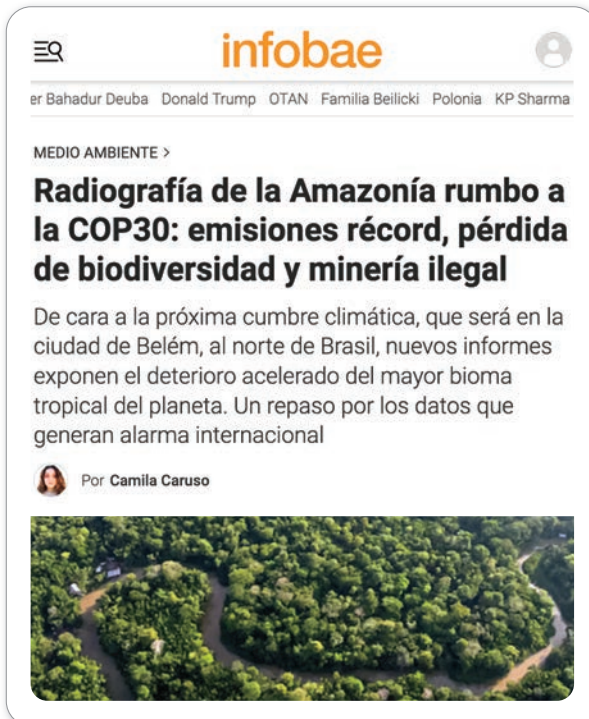 infobae
er Bahadur Deuba Donald Trump OTAN Familia Beilicki Polonia KP Sharma
MEDIO AMBIENTE >
Radiografía de la Amazonía rumbo a
la COP30: emisiones récord, pérdida
de biodiversidad y minería ilegal
De cara a la próxima cumbre climática, que será en la
ciudad de Belém, al norte de Brasil, nuevos informes
exponen el deterioro acelerado del mayor bioma
tropical del planeta. Un repaso por los datos que
generan alarma internacional
Por Camila Caruso